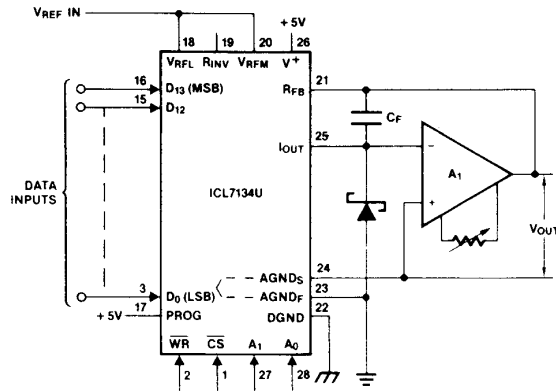 VREF IN
+5V
18 19 20 26
VRFL RINV VRFM V+
16 D13 (MSB)
15 D12
RFB 21
CF
IOUT 25
DATA
INPUTS
ICL7134U
−
A1
+
VOUT
AGNDS 24
3 D0 (LSB)
AGNDF 23
+5V 17 PROG
DGND 22
WR CS A1 A0
2 1 27 28